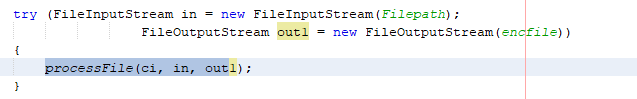 try (FileInputStream in = new FileInputStream(Filepath);
FileOutputStream out1 = new FileOutputStream(encfile))
{
processFile(ci, in, out1);
}